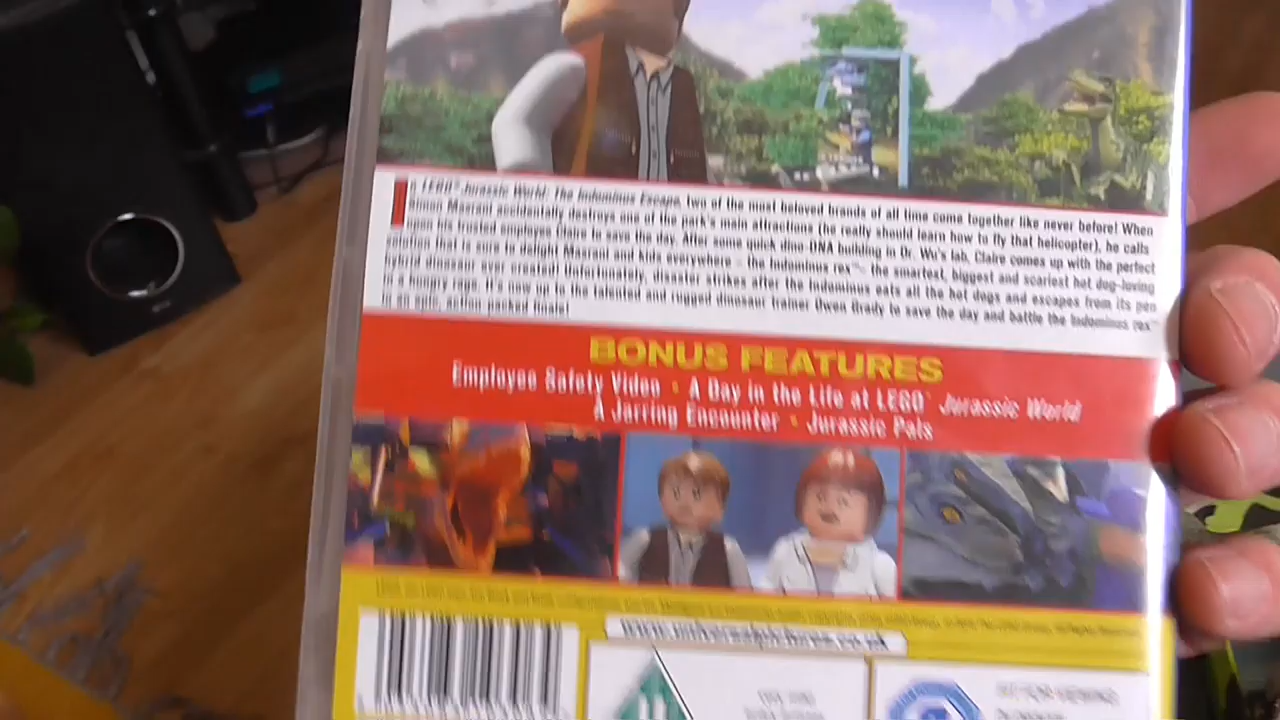 In LEGO Jurassic World: The Indominus Escape, two of the most beloved brands of all time come together like never before! When
Simon Masrani accidentally destroys one of the park's main attractions (he really should learn how to fly that helicopter), he calls
trusted employee Claire to save the day. After some quick dino-DNA building in Dr. Wu's lab, Claire comes up with the perfect
solution that is sure to delight Masrani and kids everywhere – the Indominus rex™– the smartest, biggest and scariest hot dog-loving
hybrid dinosaur ever created! Unfortunately, disaster strikes after the Indominus eats all the hot dogs and escapes from its pen
in a hungry rage. It's now up to the talented and rugged dinosaur trainer Owen Grady to save the day and battle the Indominus rex™
in an epic, action-packed finale!
BONUS FEATURES
Employee Safety Video • A Day in the Life at LEGO Jurassic World
A Jarring Encounter • Jurassic Pals
U